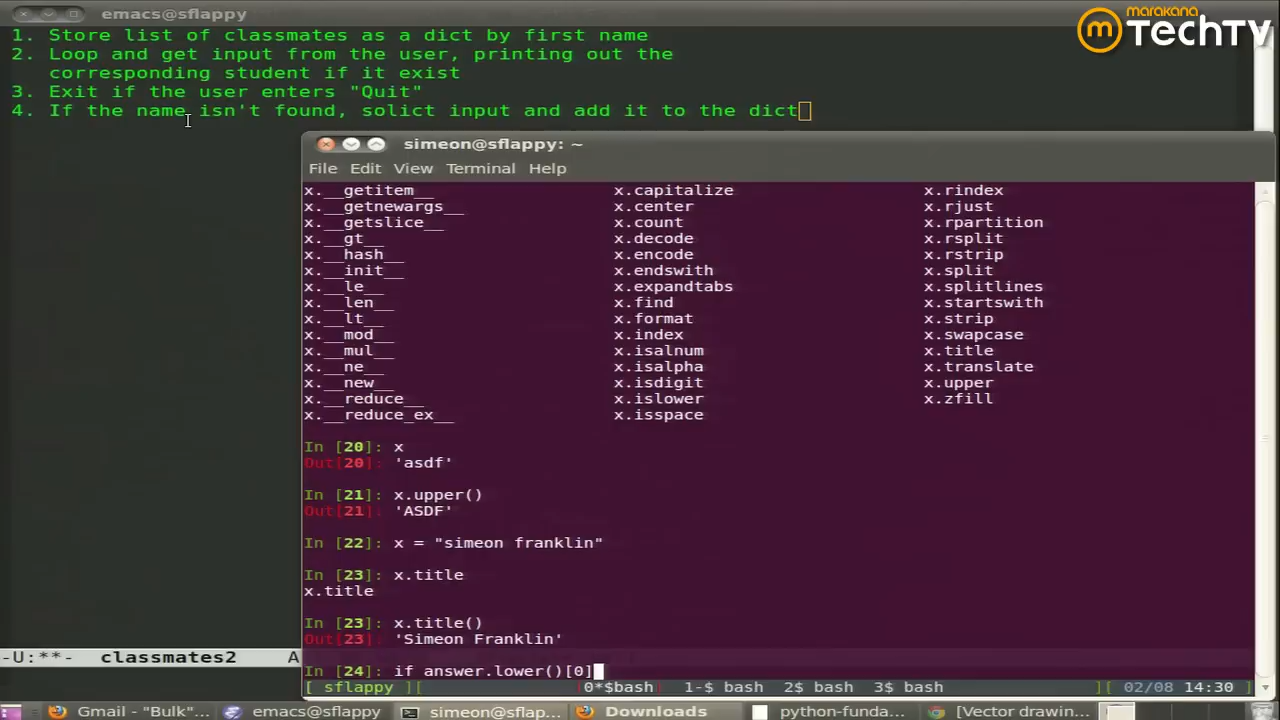 emacs@sflappy
marakana
TechTV
1. Store list of classmates as a dict by first name
2. Loop and get input from the user, printing out the
corresponding student if it exist
3. Exit if the user enters "Quit"
4. If the name isn't found, solict input and add it to the dict
simeon@sflappy: ~
File Edit View Terminal Help
x.__getitem__ x.capitalize x.rindex
x.__getnewargs__ x.center x.rjust
x.__getslice__ x.count x.rpartition
x.__gt__ x.decode x.rsplit
x.__hash__ x.encode x.rstrip
x.__init__ x.endswith x.split
x.__le__ x.expandtabs x.splitlines
x.__len__ x.find x.startswith
x.__lt__ x.format x.strip
x.__mod__ x.index x.swapcase
x.__mul__ x.isalnum x.title
x.__ne__ x.isalpha x.translate
x.__new__ x.isdigit x.upper
x.__reduce__ x.islower x.zfill
x.__reduce_ex__ x.isspace
In [20]: x
Out[20]: 'asdf'
In [21]: x.upper()
Out[21]: 'ASDF'
In [22]: x = "simeon franklin"
In [23]: x.title
x.title
In [23]: x.title()
Out[23]: 'Simeon Franklin'
In [24]: if answer.lower()[0]
-U:**- classmates2 A
[ sflappy ][ 0*$bash 1-$ bash 2$ bash 3$ bash ][ 02/08 14:30 ]
Gmail - "Bulk"... emacs@sflappy simeon@sflap... Downloads python-funda... [Vector drawin...